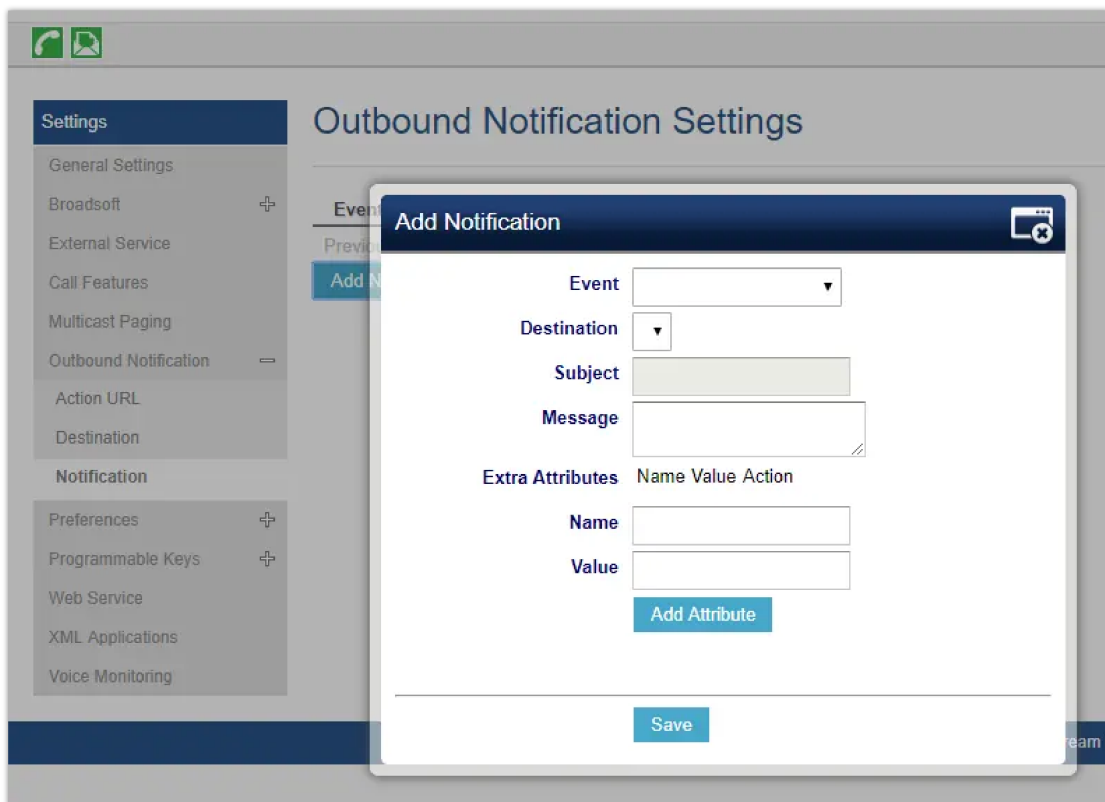 Settings
General Settings
Broadsoft
External Service
Call Features
Multicast Paging
Outbound Notification
Action URL
Destination
Notification
Preferences
Programmable Keys
Web Service
XML Applications
Voice Monitoring
Outbound Notification Settings
Event
Add
Add Notification
Event
Destination
Subject
Message
Extra Attributes Name Value Action
Name
Value
Add Attribute
Save